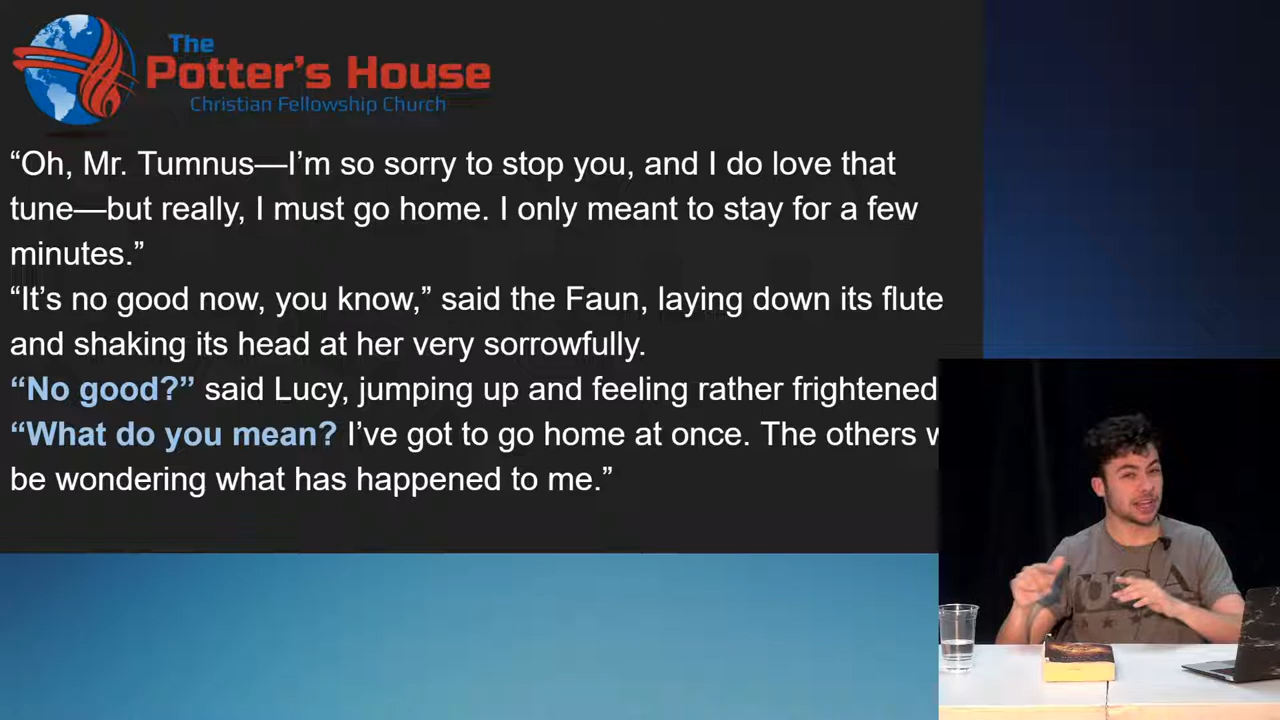 The
Potter's House
Christian Fellowship Church
“Oh, Mr. Tumnus—I’m so sorry to stop you, and I do love that
tune—but really, I must go home. I only meant to stay for a few
minutes.”
“It’s no good now, you know,” said the Faun, laying down its flute
and shaking its head at her very sorrowfully.
“No good?” said Lucy, jumping up and feeling rather frightened
“What do you mean? I’ve got to go home at once. The others
be wondering what has happened to me.”
USA